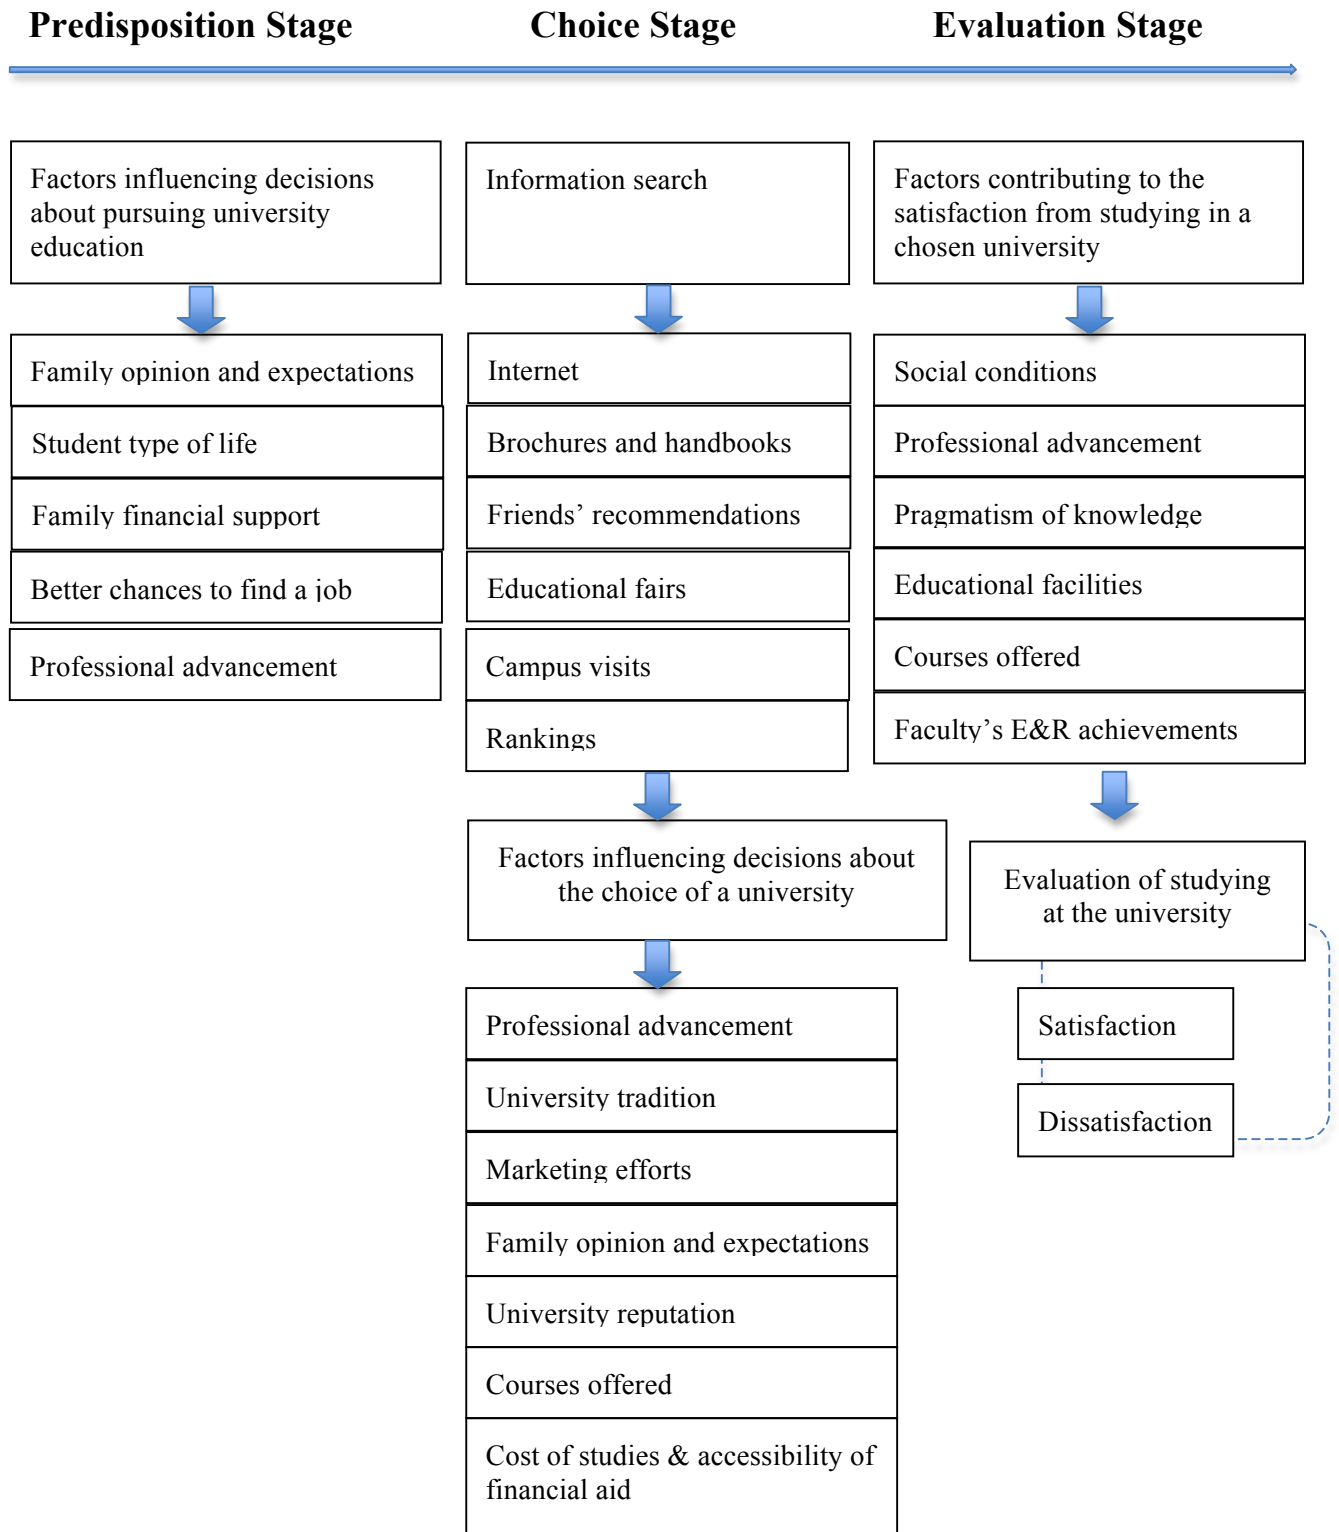 Predisposition Stage
Choice Stage
Evaluation Stage
Factors influencing decisions
about pursuing university
education
Family opinion and expectations
Student type of life
Family financial support
Better chances to find a job
Professional advancement
Information search
Internet
Brochures and handbooks
Friends’ recommendations
Educational fairs
Campus visits
Rankings
Factors influencing decisions about
the choice of a university
Professional advancement
University tradition
Marketing efforts
Family opinion and expectations
University reputation
Courses offered
Cost of studies & accessibility of
financial aid
Factors contributing to the
satisfaction from studying in a
chosen university
Social conditions
Professional advancement
Pragmatism of knowledge
Educational facilities
Courses offered
Faculty’s E&R achievements
Evaluation of studying
at the university
Satisfaction
Dissatisfaction